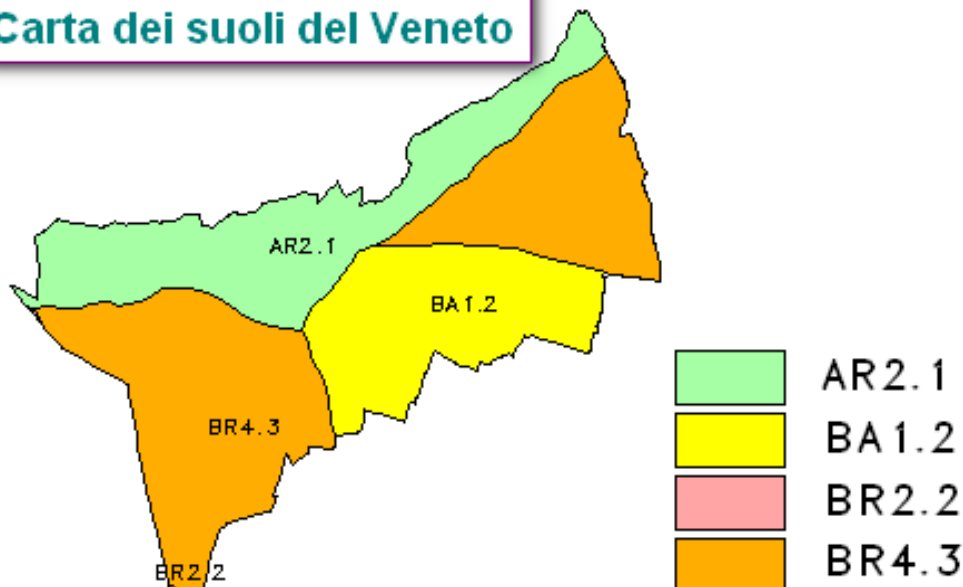 Carta dei suoli del Veneto
AR2.1
BA1.2
BR4.3
BR2.2
AR2.1
BA1.2
BR2.2
BR4.3